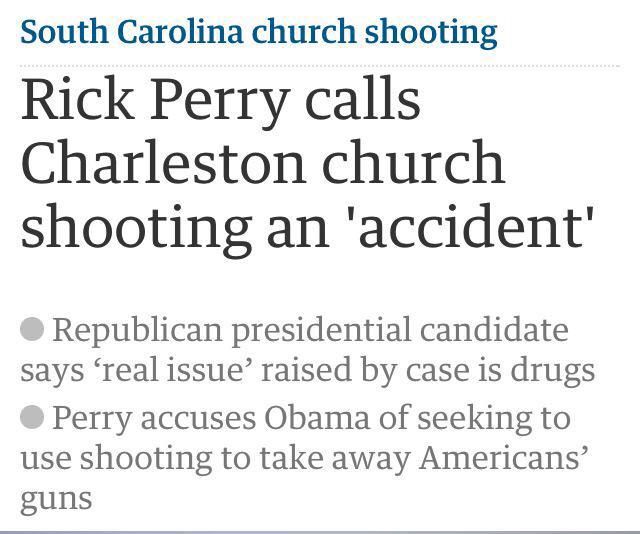 South Carolina church shooting
Rick Perry calls
Charleston church
shooting an 'accident'
● Republican presidential candidate
says ‘real issue’ raised by case is drugs
● Perry accuses Obama of seeking to
use shooting to take away Americans’
guns